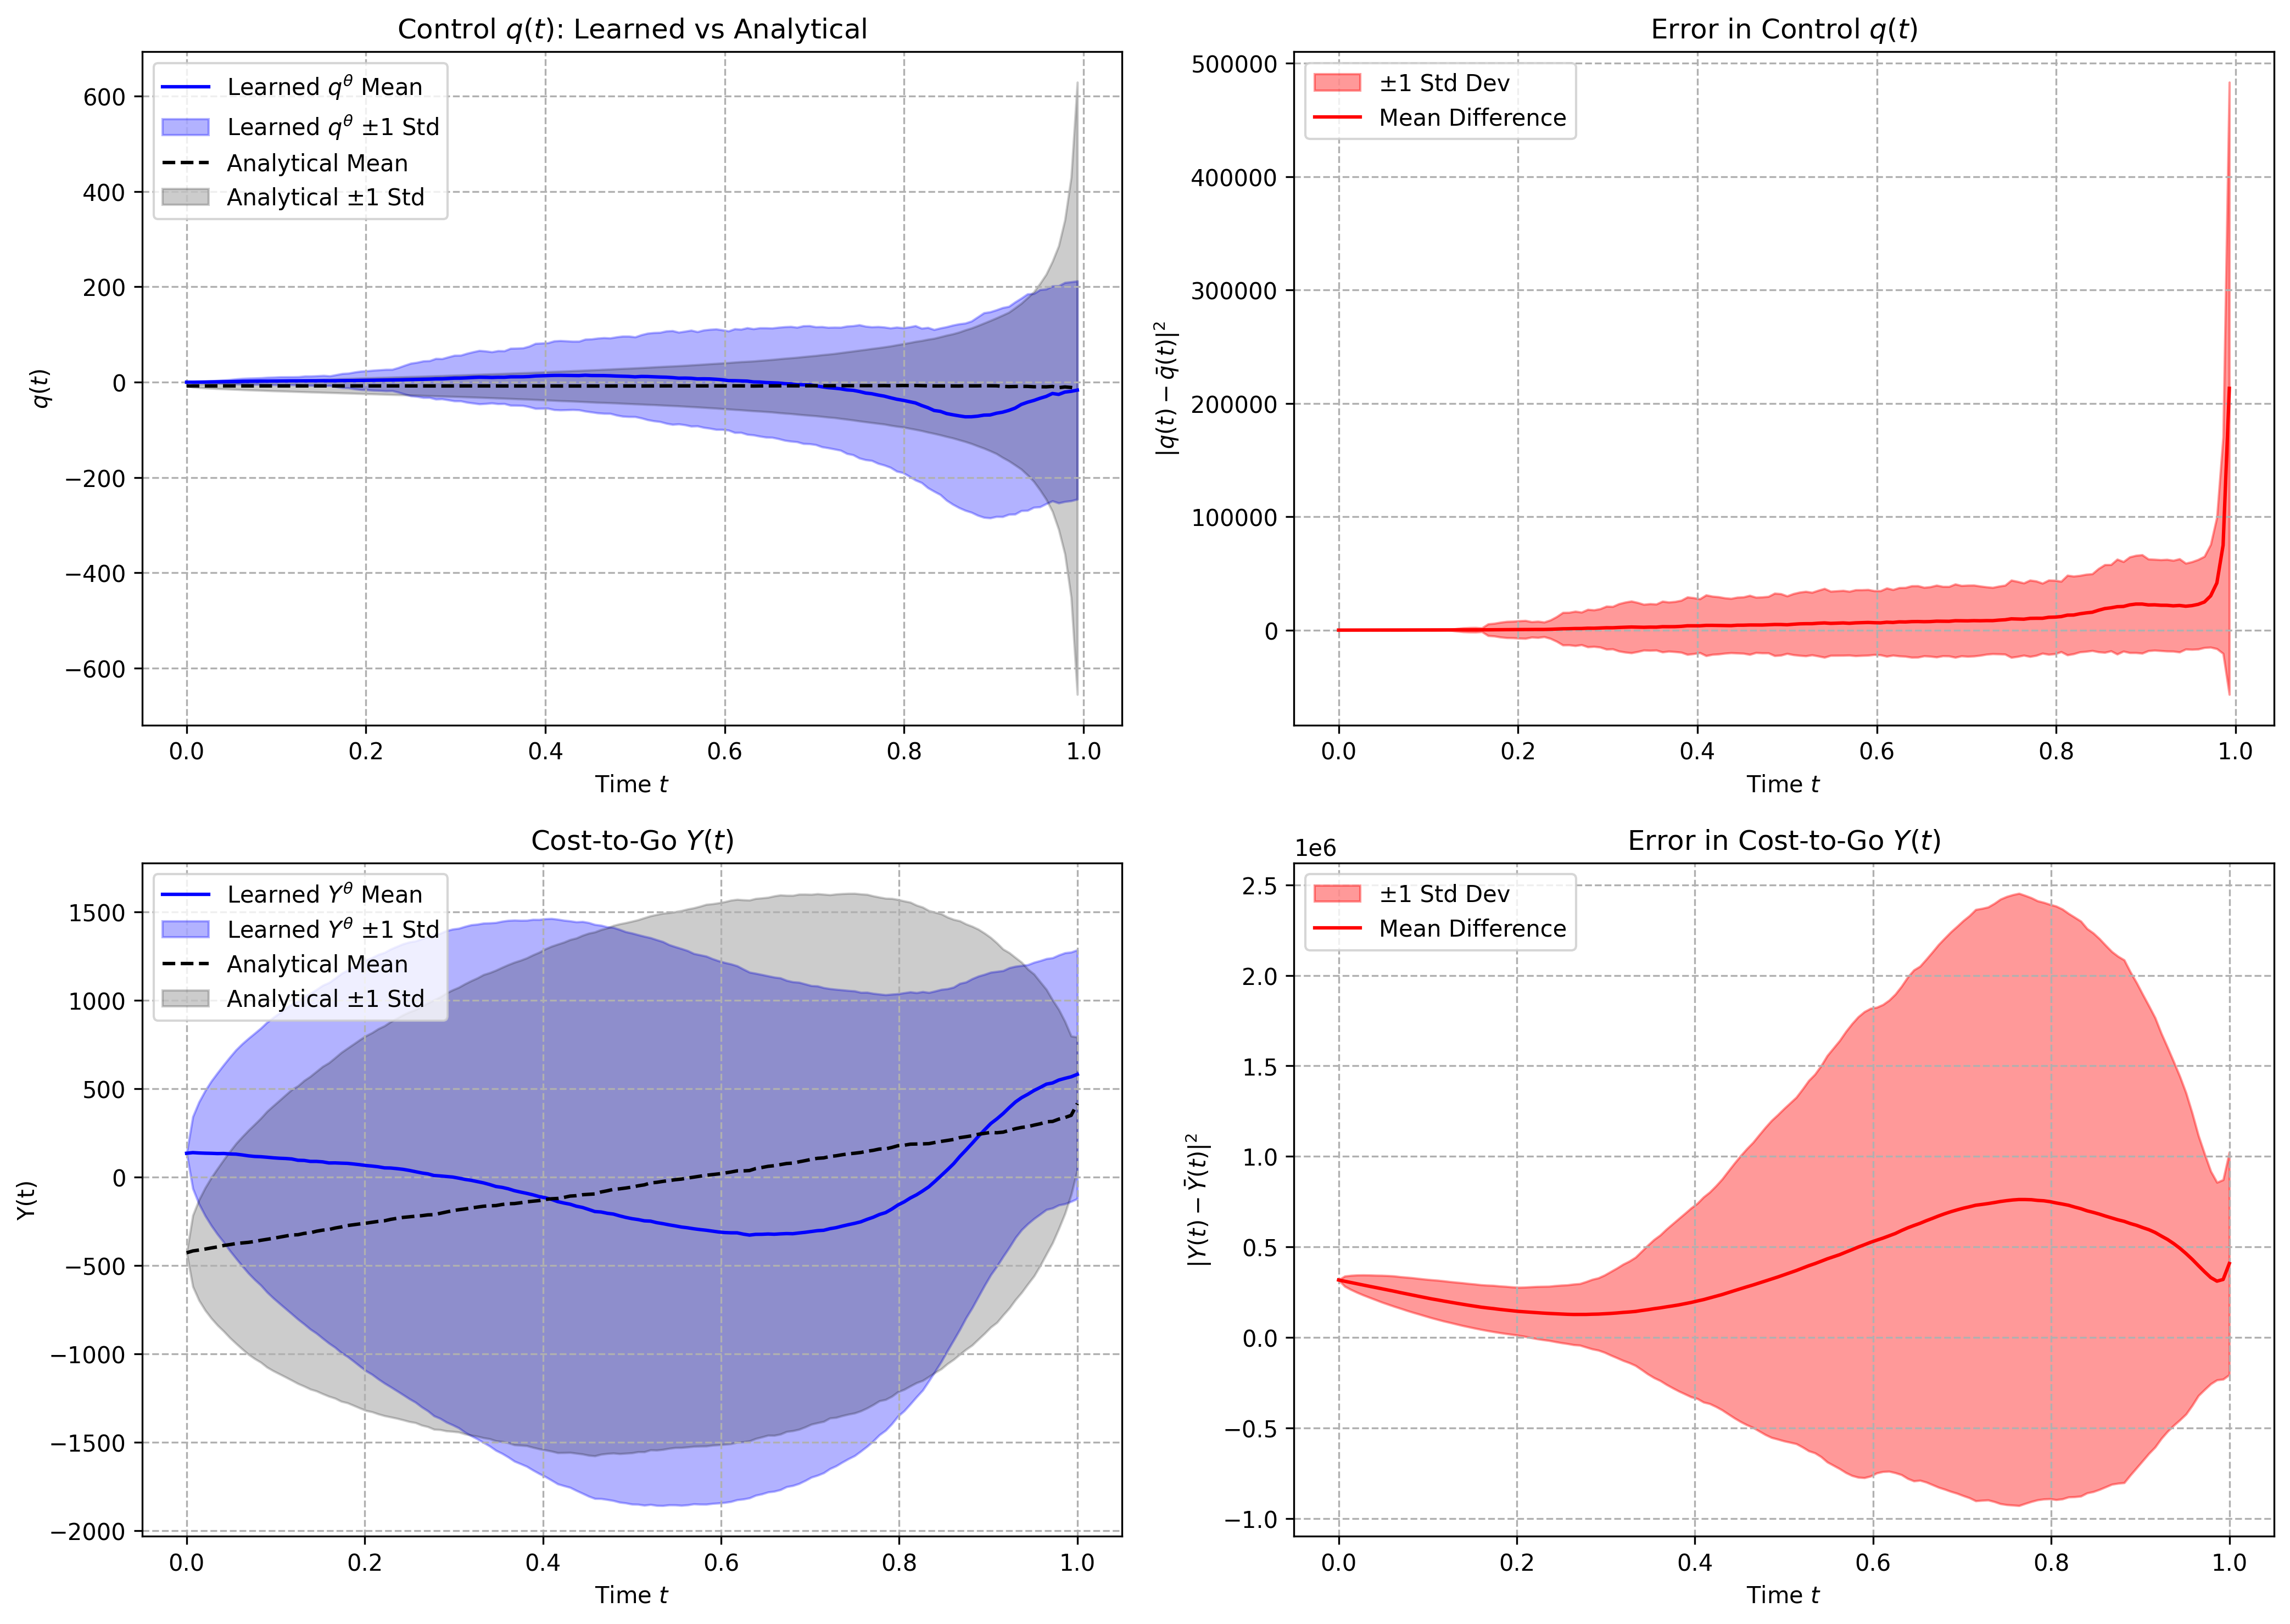 Control q(t): Learned vs Analytical
Learned q^θ Mean
Learned q^θ ±1 Std
Analytical Mean
Analytical ±1 Std
600
400
200
0
−200
−400
−600
q(t)
0.0 0.2 0.4 0.6 0.8 1.0
Time t
Error in Control q(t)
±1 Std Dev
Mean Difference
500000
400000
300000
200000
100000
0
|q(t) − q̄(t)|²
0.0 0.2 0.4 0.6 0.8 1.0
Time t
Cost-to-Go Y(t)
Learned Y^θ Mean
Learned Y^θ ±1 Std
Analytical Mean
Analytical ±1 Std
1500
1000
500
0
−500
−1000
−1500
−2000
Y(t)
0.0 0.2 0.4 0.6 0.8 1.0
Time t
Error in Cost-to-Go Y(t)
1e6
±1 Std Dev
Mean Difference
2.5
2.0
1.5
1.0
0.5
0.0
−0.5
−1.0
|Y(t) − Ȳ(t)|²
0.0 0.2 0.4 0.6 0.8 1.0
Time t